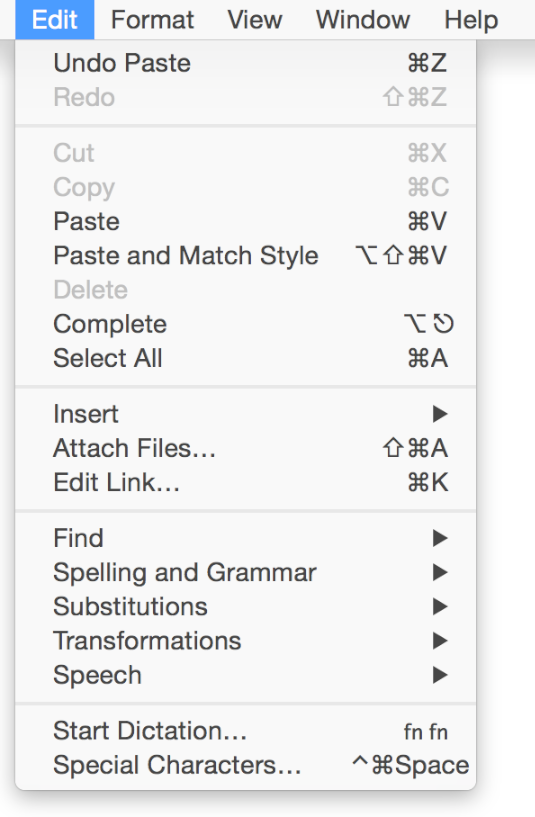 Edit Format View Window Help
Undo Paste ⌘Z
Redo ⇧⌘Z
Cut ⌘X
Copy ⌘C
Paste ⌘V
Paste and Match Style ⌥⇧⌘V
Delete
Complete ⌥⎋
Select All ⌘A
Insert ▶
Attach Files… ⇧⌘A
Edit Link… ⌘K
Find ▶
Spelling and Grammar ▶
Substitutions ▶
Transformations ▶
Speech ▶
Start Dictation… fn fn
Special Characters… ^⌘Space